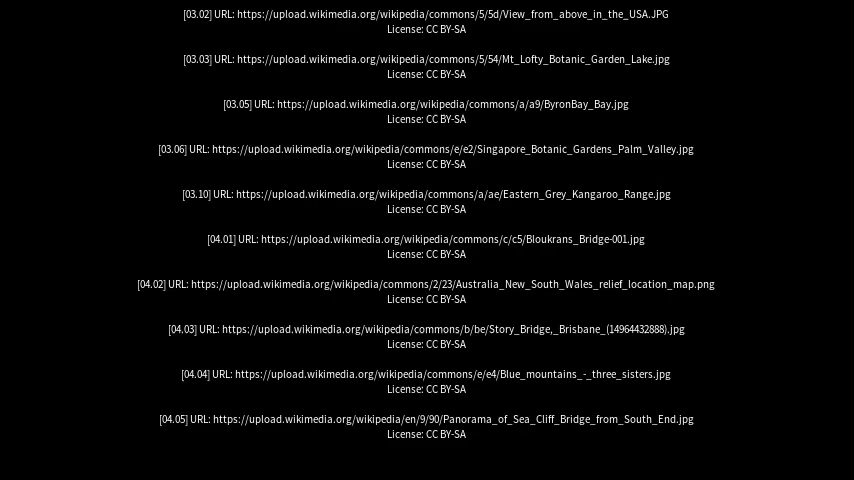 [03.02] URL: https://upload.wikimedia.org/wikipedia/commons/5/5d/View_from_above_in_the_USA.JPG
License: CC BY-SA
[03.03] URL: https://upload.wikimedia.org/wikipedia/commons/5/54/Mt_Lofty_Botanic_Garden_Lake.jpg
License: CC BY-SA
[03.05] URL: https://upload.wikimedia.org/wikipedia/commons/a/a9/ByronBay_Bay.jpg
License: CC BY-SA
[03.06] URL: https://upload.wikimedia.org/wikipedia/commons/e/e2/Singapore_Botanic_Gardens_Palm_Valley.jpg
License: CC BY-SA
[03.10] URL: https://upload.wikimedia.org/wikipedia/commons/a/ae/Eastern_Grey_Kangaroo_Range.jpg
License: CC BY-SA
[04.01] URL: https://upload.wikimedia.org/wikipedia/commons/c/c5/Bloukrans_Bridge-001.jpg
License: CC BY-SA
[04.02] URL: https://upload.wikimedia.org/wikipedia/commons/2/23/Australia_New_South_Wales_relief_location_map.png
License: CC BY-SA
[04.03] URL: https://upload.wikimedia.org/wikipedia/commons/b/be/Story_Bridge,_Brisbane_(14964432888).jpg
License: CC BY-SA
[04.04] URL: https://upload.wikimedia.org/wikipedia/commons/e/e4/Blue_mountains_-_three_sisters.jpg
License: CC BY-SA
[04.05] URL: https://upload.wikimedia.org/wikipedia/en/9/90/Panorama_of_Sea_Cliff_Bridge_from_South_End.jpg
License: CC BY-SA